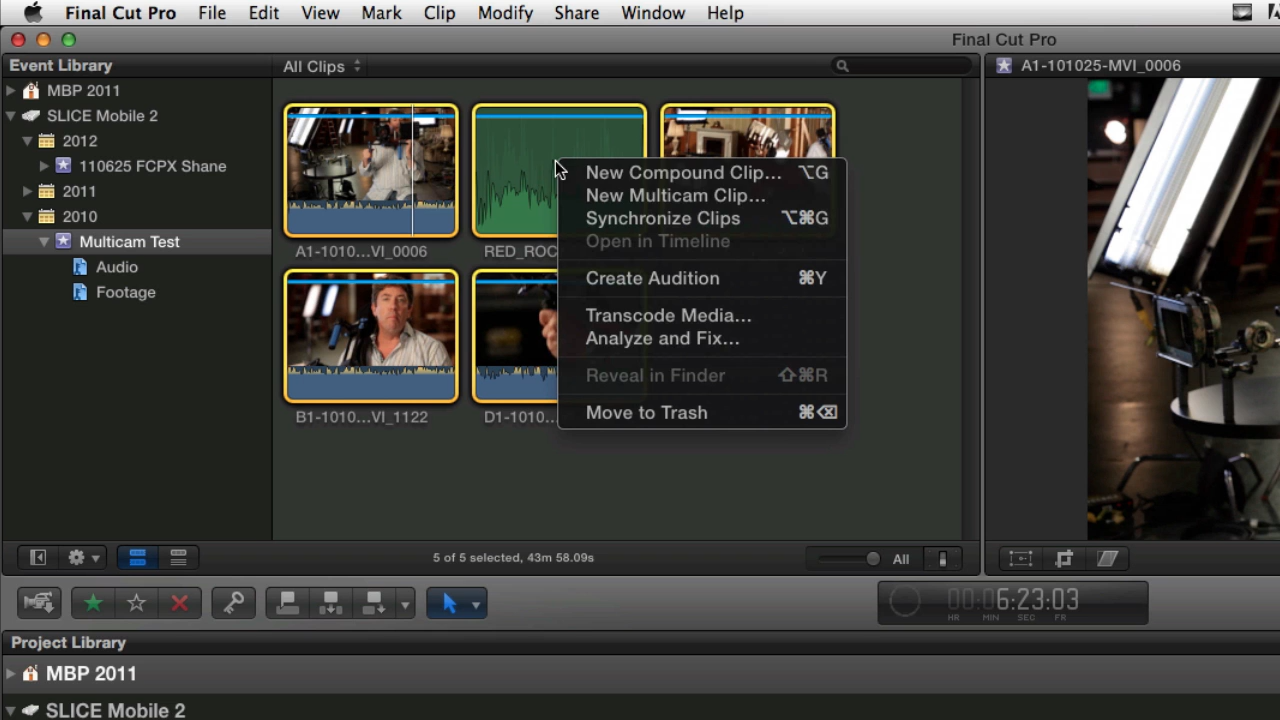 Final Cut Pro File Edit View Mark Clip Modify Share Window Help
Final Cut Pro
Event Library
All Clips
A1-101025-MVI_0006
MBP 2011
SLICE Mobile 2
2012
110625 FCPX Shane
2011
2010
Multicam Test
Audio
Footage
A1-1010...VI_0006
RED_ROC
B1-1010...VI_1122
D1-1010...
New Compound Clip... ⌥G
New Multicam Clip...
Synchronize Clips ⌥⌘G
Open in Timeline
Create Audition ⌘Y
Transcode Media...
Analyze and Fix...
Reveal in Finder ⇧⌘R
Move to Trash ⌘⌫
5 of 5 selected, 43m 58.09s
All
00:06:23:03
HR MIN SEC FR
Project Library
MBP 2011
SLICE Mobile 2